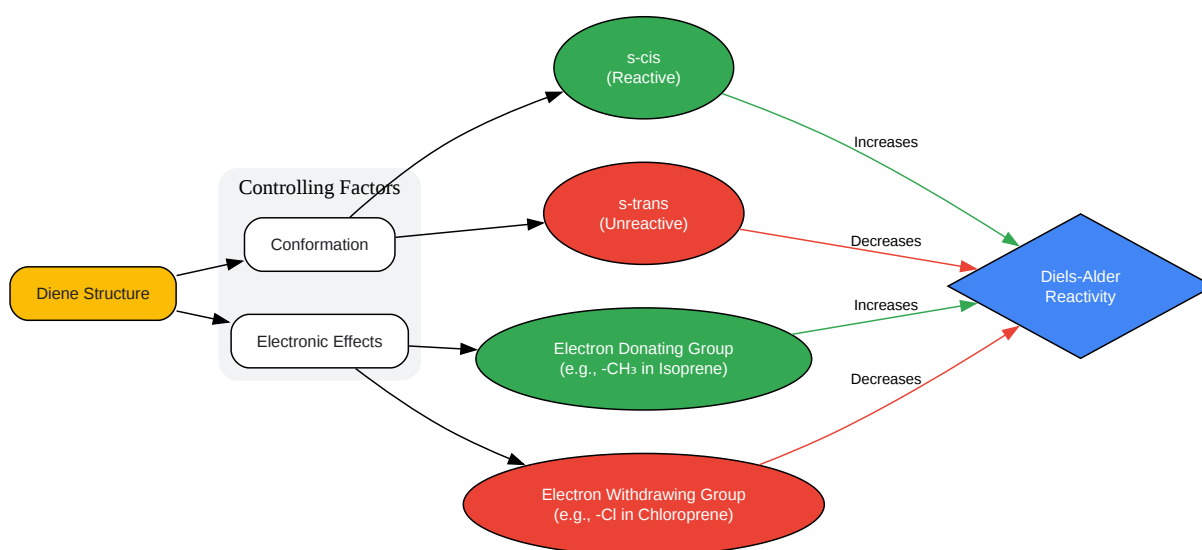 s-cis
(Reactive)
Increases
Controlling Factors
s-trans
(Unreactive)
Conformation
Decreases
Diene Structure
Diels-Alder
Reactivity
Increases
Electronic Effects
Electron Donating Group
(e.g., -CH₃ in Isoprene)
Decreases
Electron Withdrawing Group
(e.g., -Cl in Chloroprene)